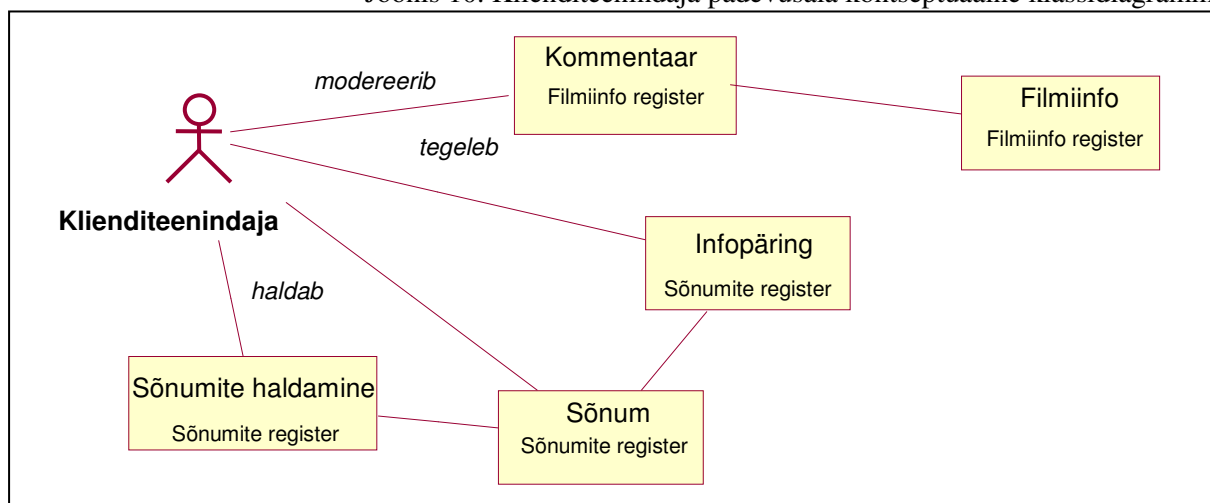 Joonis 10. Klienditeenindaja pädevusala kontseptuaalne klassidiagramm
modereerib
Kommentaar
Filmiinfo register
Filmiinfo
Filmiinfo register
tegeleb
Klienditeenindaja
Infopäring
Sõnumite register
haldab
Sõnumite haldamine
Sõnumite register
Sõnum
Sõnumite register